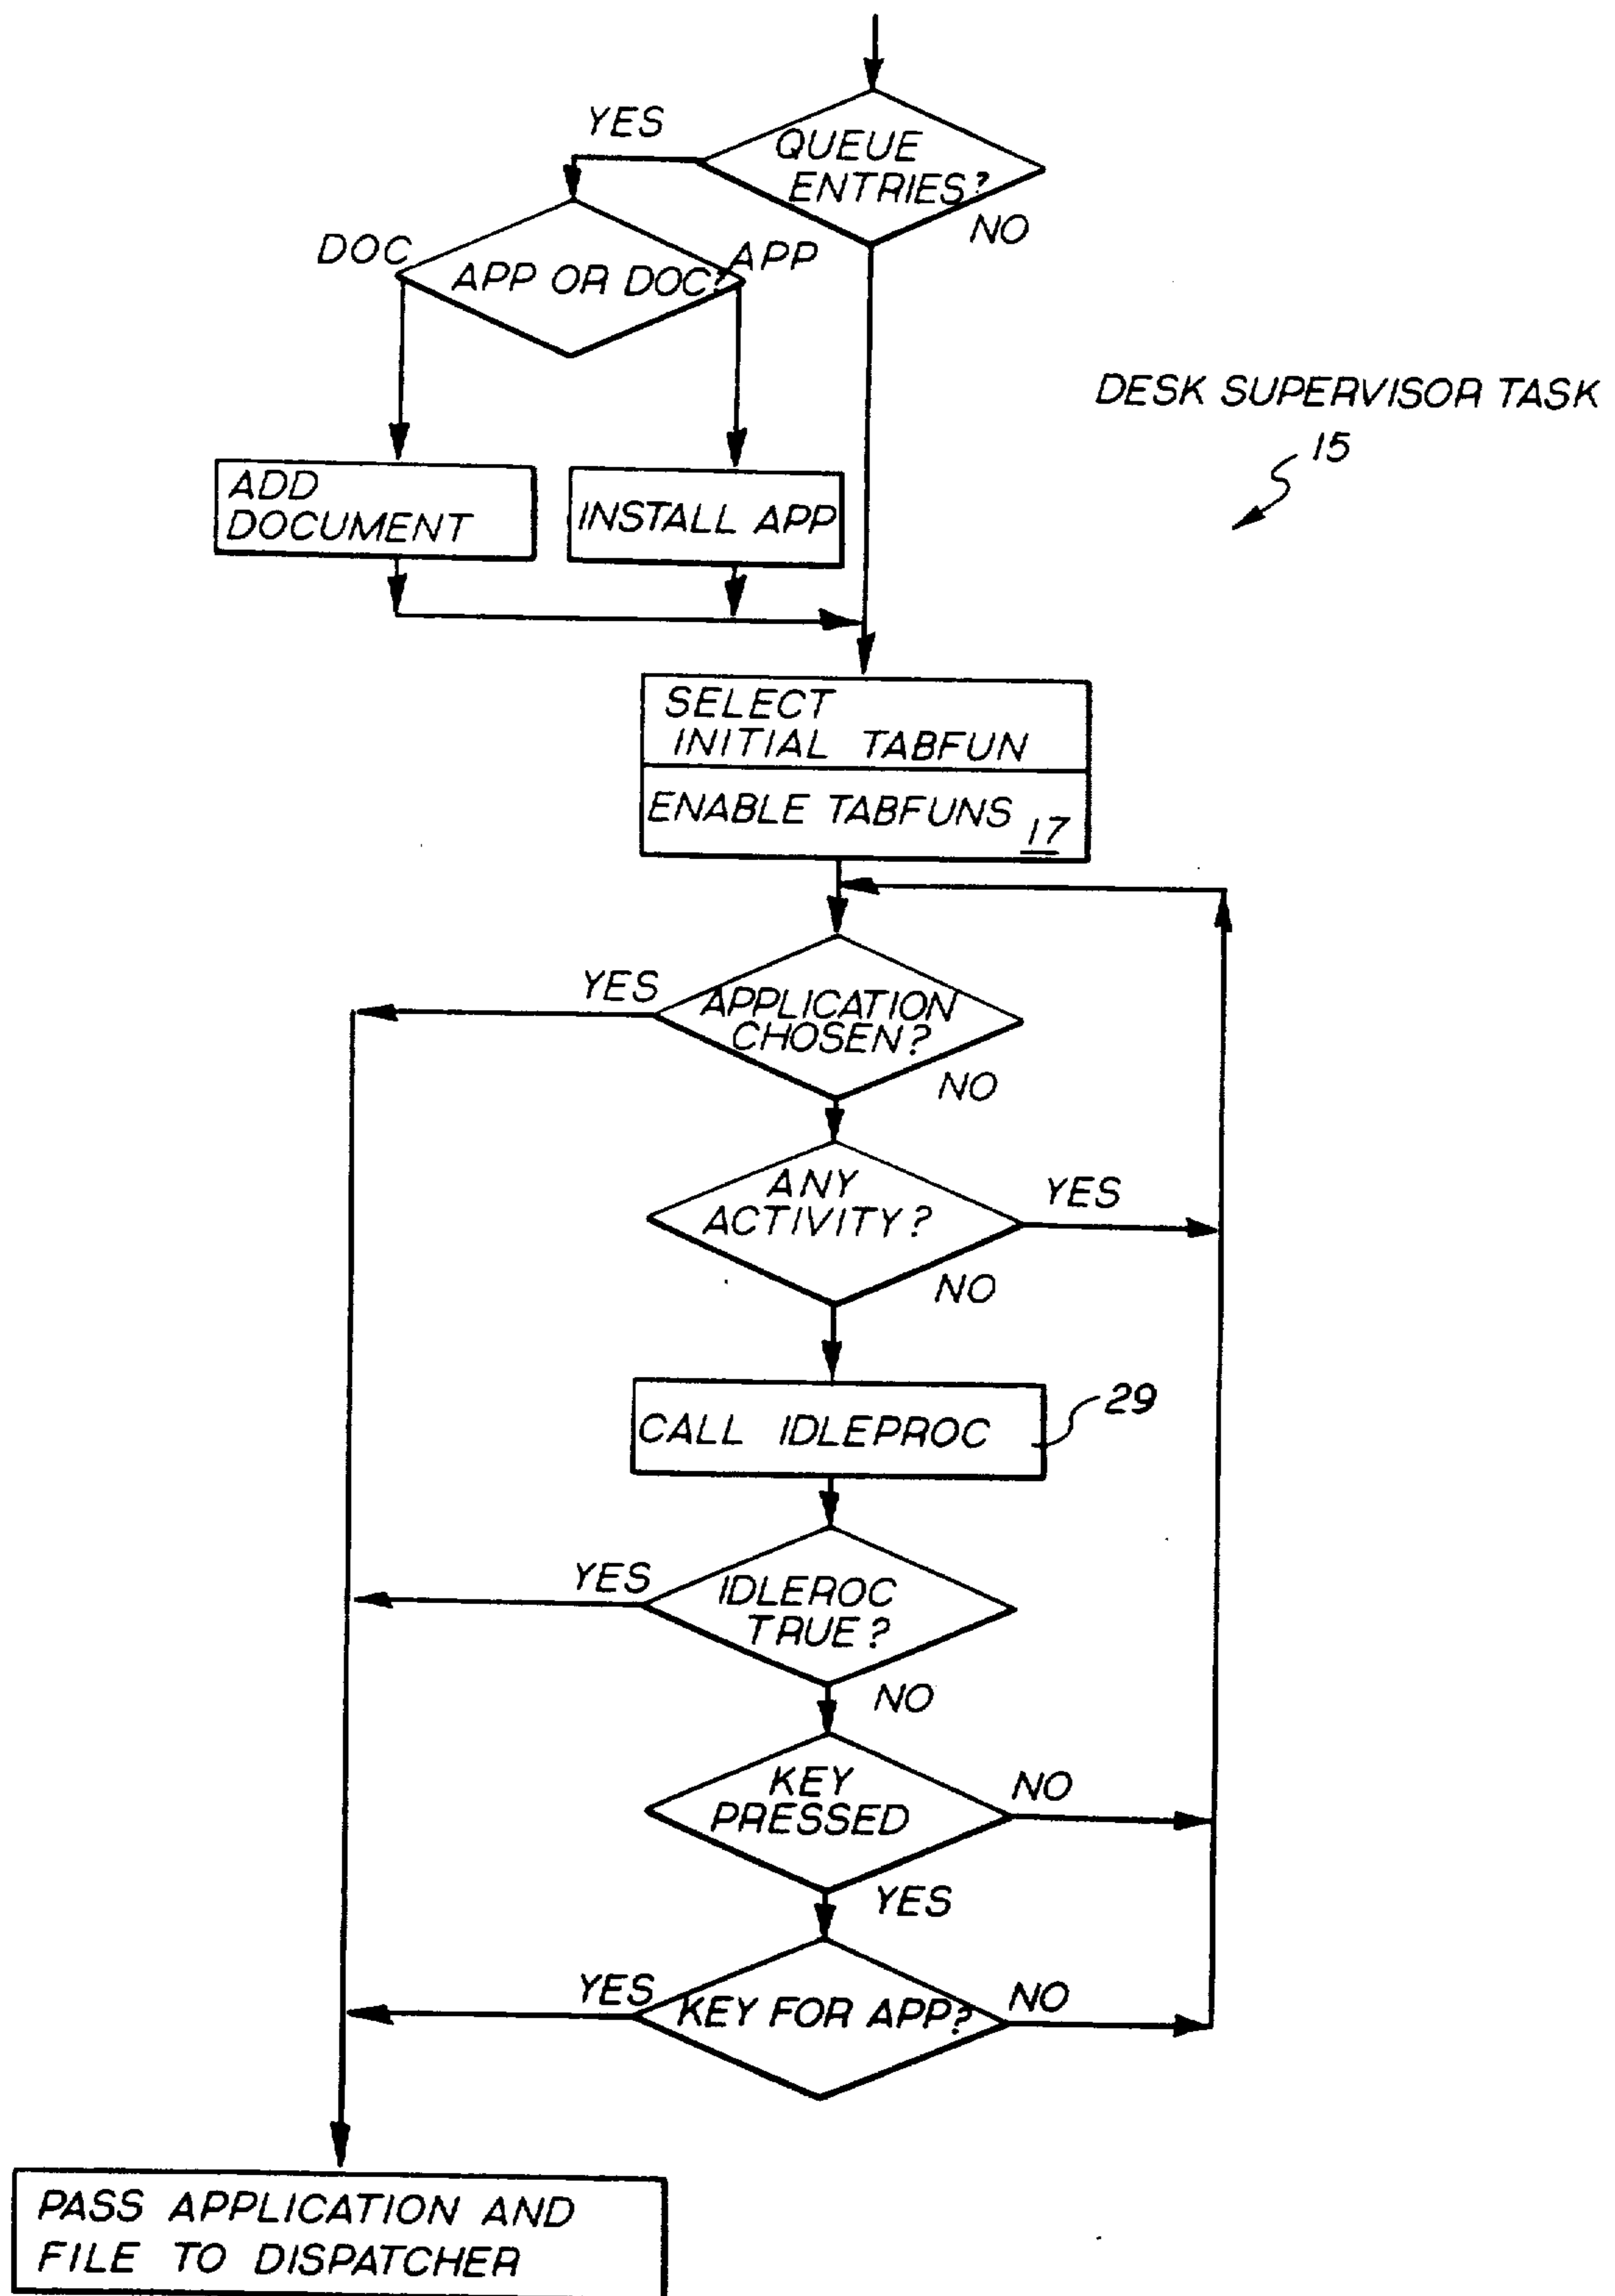 YES
QUEUE
ENTRIES?
NO
DOC
APP OR DOC?
APP
DESK SUPERVISOR TASK
15
ADD
DOCUMENT
INSTALL APP
SELECT
INITIAL TABFUN
ENABLE TABFUNS 17
YES
APPLICATION
CHOSEN?
NO
ANY
ACTIVITY?
YES
NO
CALL IDLEPROC
29
YES
IDLEROC
TRUE?
NO
KEY
PRESSED
NO
YES
YES
KEY FOR APP?
NO
PASS APPLICATION AND
FILE TO DISPATCHER